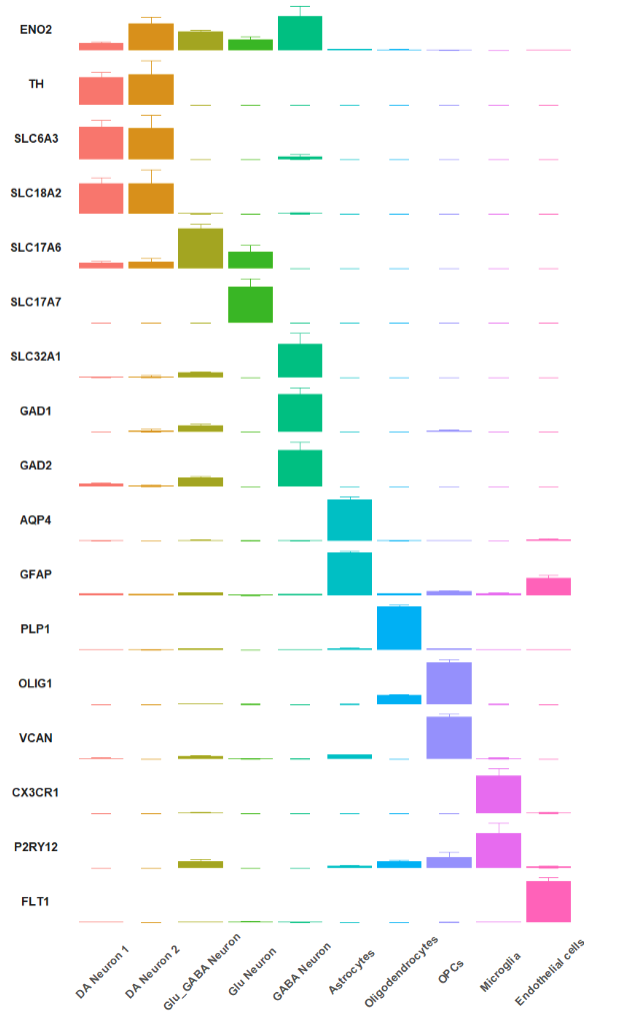 ENO2
TH
SLC6A3
SLC18A2
SLC17A6
SLC17A7
SLC32A1
GAD1
GAD2
AQP4
GFAP
PLP1
OLIG1
VCAN
CX3CR1
P2RY12
FLT1
DA Neuron 1
DA Neuron 2
Glu_GABA Neuron
Glu Neuron
GABA Neuron
Astrocytes
Oligodendrocytes
OPCs
Microglia
Endothelial cells